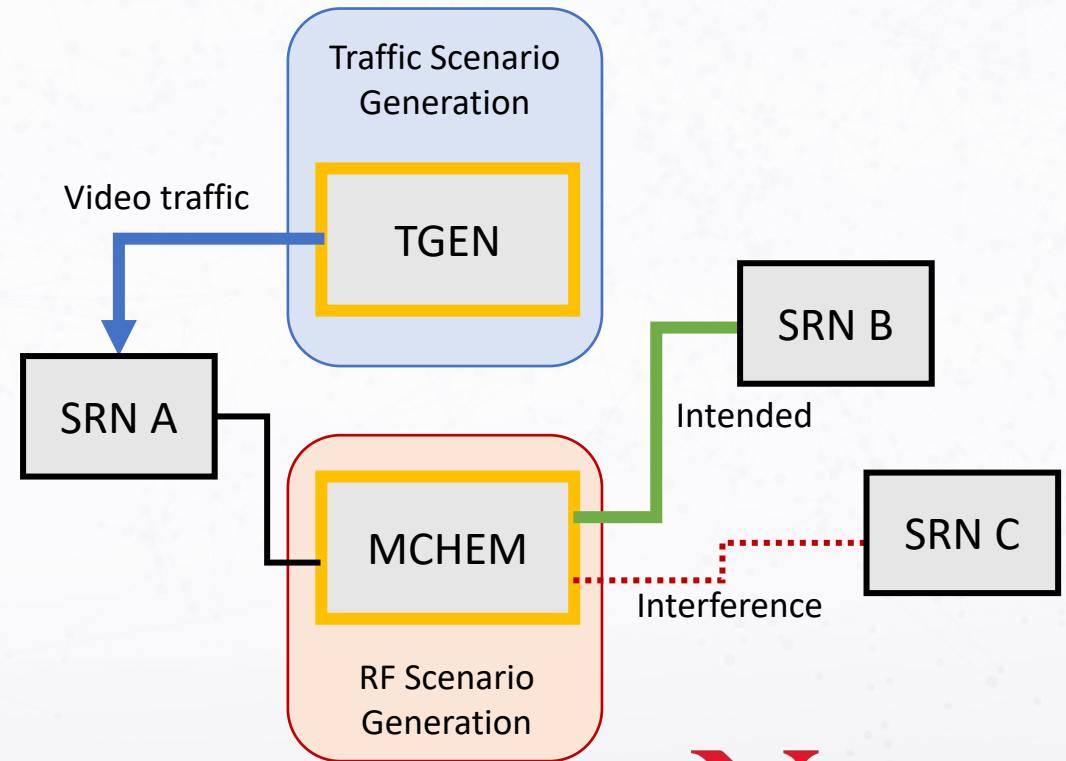 Traffic Scenario
Generation
Video traffic
TGEN
SRN B
SRN A
Intended
MCHEM
SRN C
Interference
RF Scenario
Generation
N